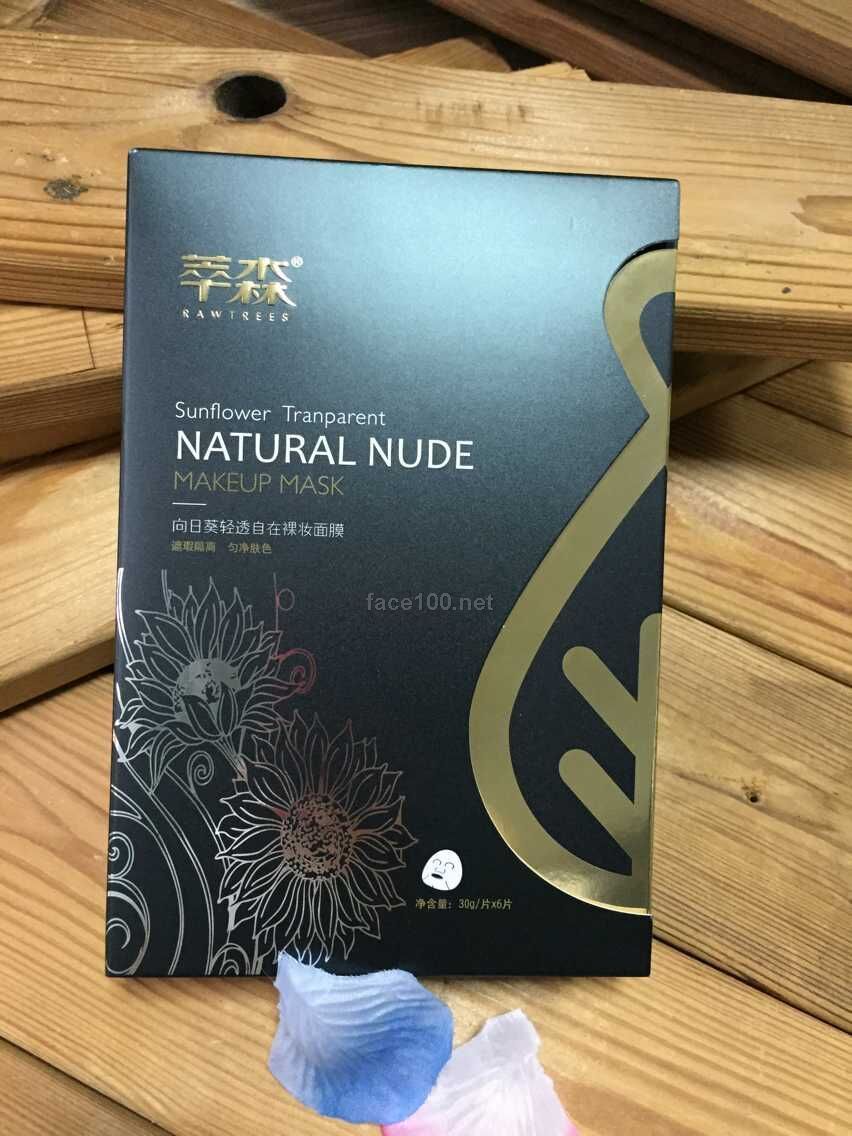 萃森®
RAWTREES
Sunflower Tranparent
NATURAL NUDE
MAKEUP MASK
向日葵轻透自在裸妆面膜
遮瑕隔离 匀净肤色
face100.net
净含量：30g/片x6片